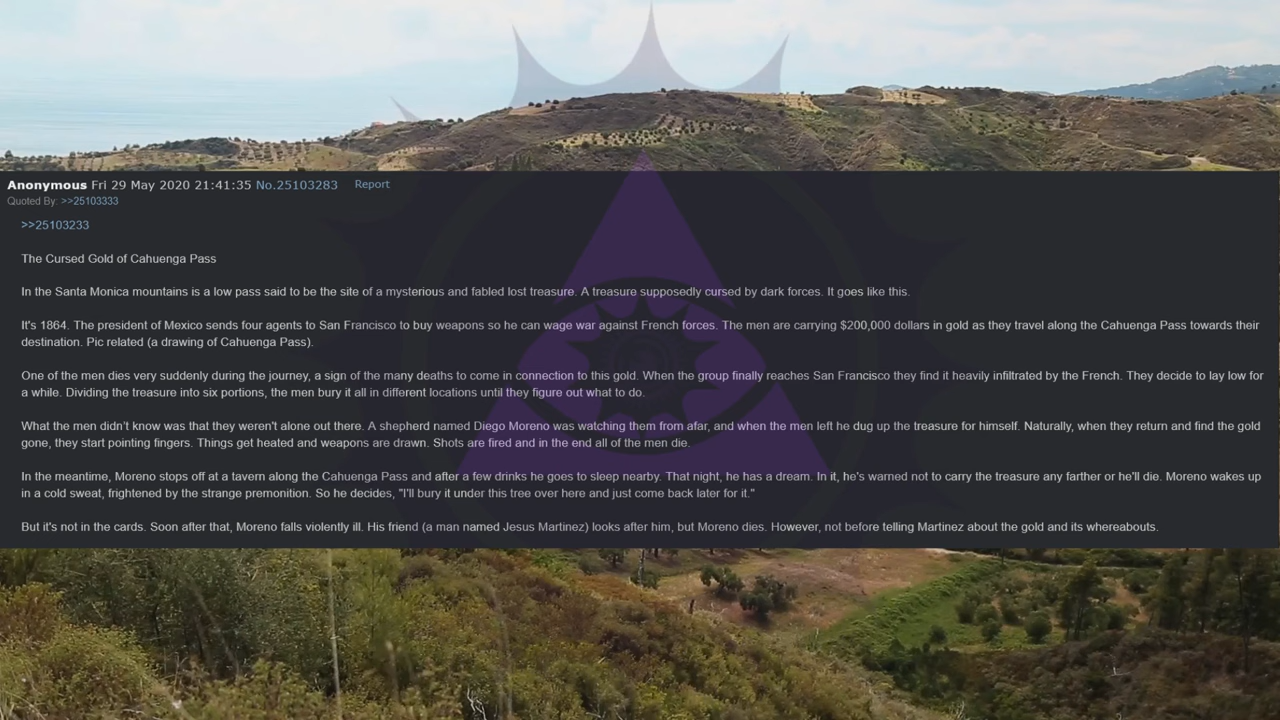 Anonymous Fri 29 May 2020 21:41:35 No.25103283 Report
Quoted By: >>25103333
>>25103233
The Cursed Gold of Cahuenga Pass
In the Santa Monica mountains is a low pass said to be the site of a mysterious and fabled lost treasure. A treasure supposedly cursed by dark forces. It goes like this.
It's 1864. The president of Mexico sends four agents to San Francisco to buy weapons so he can wage war against French forces. The men are carrying $200,000 dollars in gold as they travel along the Cahuenga Pass towards their
destination. Pic related (a drawing of Cahuenga Pass).
One of the men dies very suddenly during the journey, a sign of the many deaths to come in connection to this gold. When the group finally reaches San Francisco they find it heavily infiltrated by the French. They decide to lay low for
a while. Dividing the treasure into six portions, the men bury it all in different locations until they figure out what to do.
What the men didn't know was that they weren't alone out there. A shepherd named Diego Moreno was watching them from afar, and when the men left he dug up the treasure for himself. Naturally, when they return and find the gold
gone, they start pointing fingers. Things get heated and weapons are drawn. Shots are fired and in the end all of the men die.
In the meantime, Moreno stops off at a tavern along the Cahuenga Pass and after a few drinks he goes to sleep nearby. That night, he has a dream. In it, he's warned not to carry the treasure any farther or he'll die. Moreno wakes up
in a cold sweat, frightened by the strange premonition. So he decides, "I'll bury it under this tree over here and just come back later for it."
But it's not in the cards. Soon after that, Moreno falls violently ill. His friend (a man named Jesus Martinez) looks after him, but Moreno dies. However, not before telling Martinez about the gold and its whereabouts.